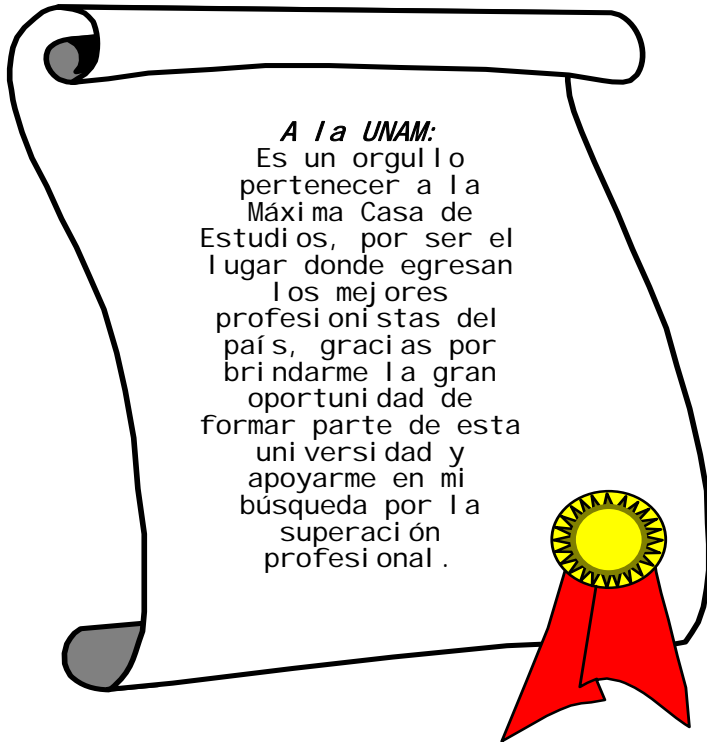 A la UNAM:
Es un orgullo
pertenecer a la
Máxima Casa de
Estudios, por ser el
lugar donde egresan
los mejores
profesionistas del
país, gracias por
brindarme la gran
oportunidad de
formar parte de esta
universidad y
apoyarme en mi
búsqueda por la
superación
profesional.